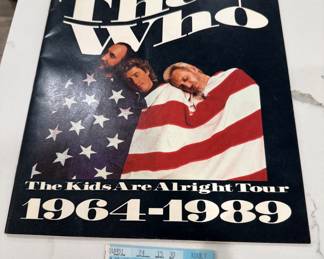 The
Who
The Kids Are Alright Tour
1964-1989